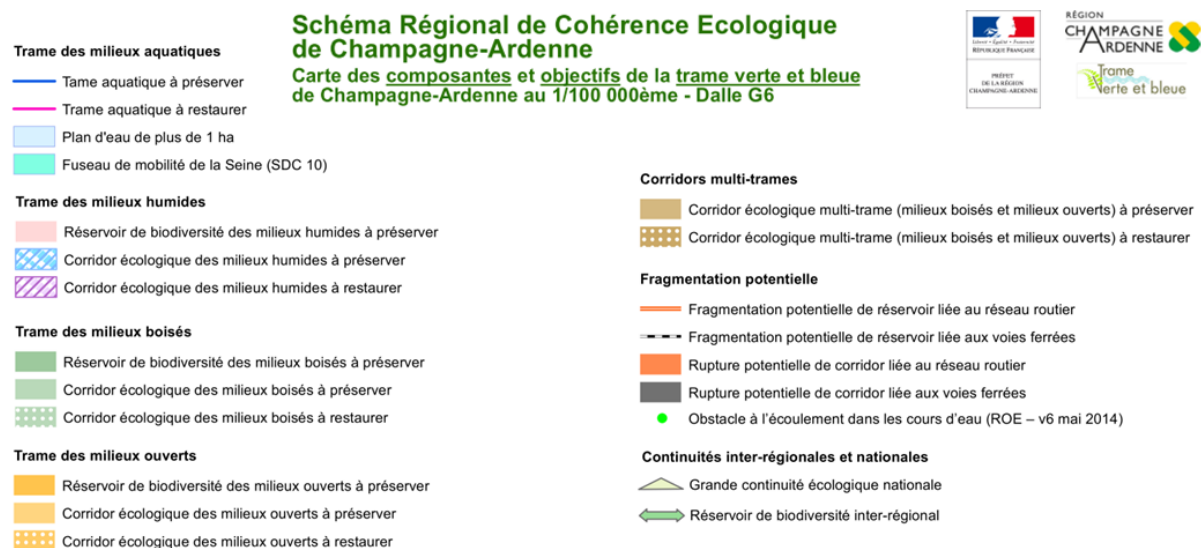 Schéma Régional de Cohérence Ecologique
de Champagne-Ardenne
Carte des composantes et objectifs de la trame verte et bleue
de Champagne-Ardenne au 1/100 000ème - Dalle G6
Liberté • Égalité • Fraternité
RÉPUBLIQUE FRANÇAISE
PRÉFET
DE LA RÉGION
CHAMPAGNE-ARDENNE
RÉGION
CHAMPAGNE
ARDENNE
Trame
verte et bleue
Trame des milieux aquatiques
Tame aquatique à préserver
Trame aquatique à restaurer
Plan d'eau de plus de 1 ha
Fuseau de mobilité de la Seine (SDC 10)
Trame des milieux humides
Réservoir de biodiversité des milieux humides à préserver
Corridor écologique des milieux humides à préserver
Corridor écologique des milieux humides à restaurer
Trame des milieux boisés
Réservoir de biodiversité des milieux boisés à préserver
Corridor écologique des milieux boisés à préserver
Corridor écologique des milieux boisés à restaurer
Trame des milieux ouverts
Réservoir de biodiversité des milieux ouverts à préserver
Corridor écologique des milieux ouverts à préserver
Corridor écologique des milieux ouverts à restaurer
Corridors multi-trames
Corridor écologique multi-trame (milieux boisés et milieux ouverts) à préserver
Corridor écologique multi-trame (milieux boisés et milieux ouverts) à restaurer
Fragmentation potentielle
Fragmentation potentielle de réservoir liée au réseau routier
Fragmentation potentielle de réservoir liée aux voies ferrées
Rupture potentielle de corridor liée au réseau routier
Rupture potentielle de corridor liée aux voies ferrées
Obstacle à l’écoulement dans les cours d’eau (ROE – v6 mai 2014)
Continuités inter-régionales et nationales
Grande continuité écologique nationale
Réservoir de biodiversité inter-régional